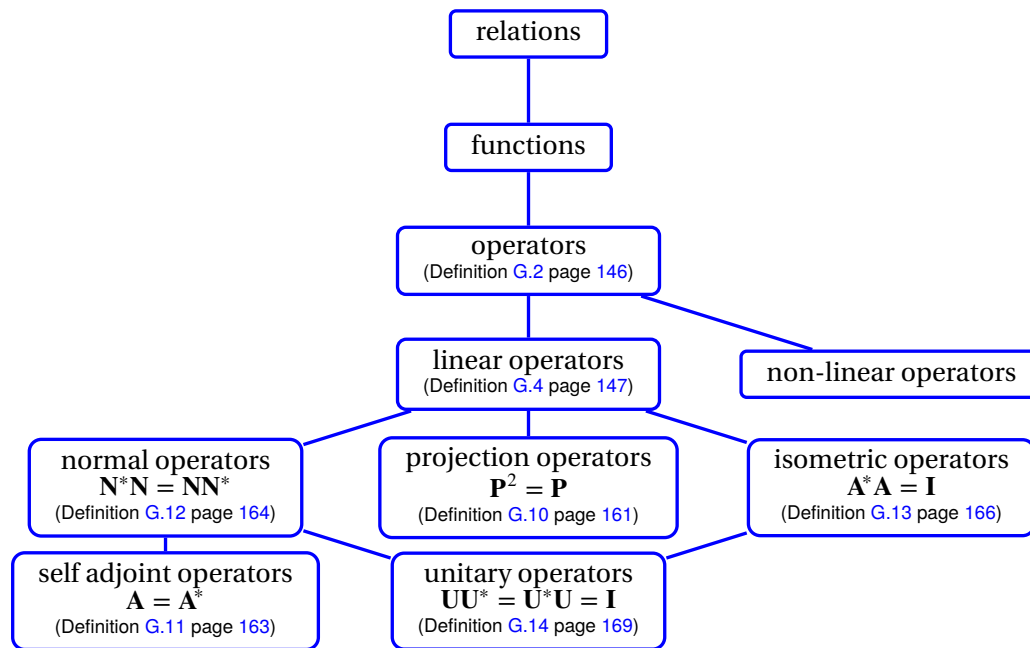 relations
functions
operators
(Definition G.2 page 146)
linear operators
(Definition G.4 page 147)
non-linear operators
normal operators
N*N = NN*
(Definition G.12 page 164)
projection operators
P² = P
(Definition G.10 page 161)
isometric operators
A*A = I
(Definition G.13 page 166)
self adjoint operators
A = A*
(Definition G.11 page 163)
unitary operators
UU* = U*U = I
(Definition G.14 page 169)